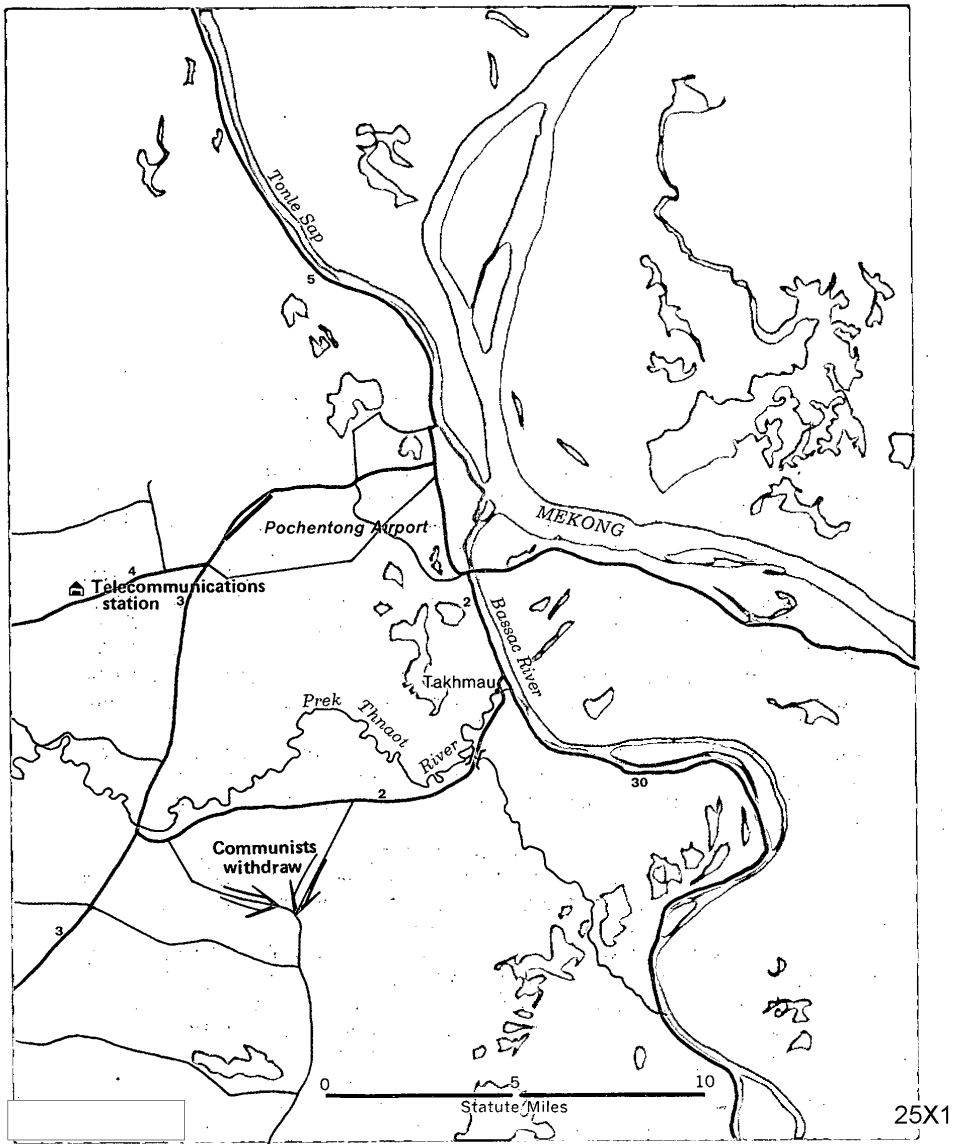 Tonle Sap
5
MEKONG
Pochentong Airport
4
Telecommunications
station
3
2
Bassac River
Takhmau
Prek Thnaot River
30
2
Communists
withdraw
3
0 5 10
Statute Miles
25X1